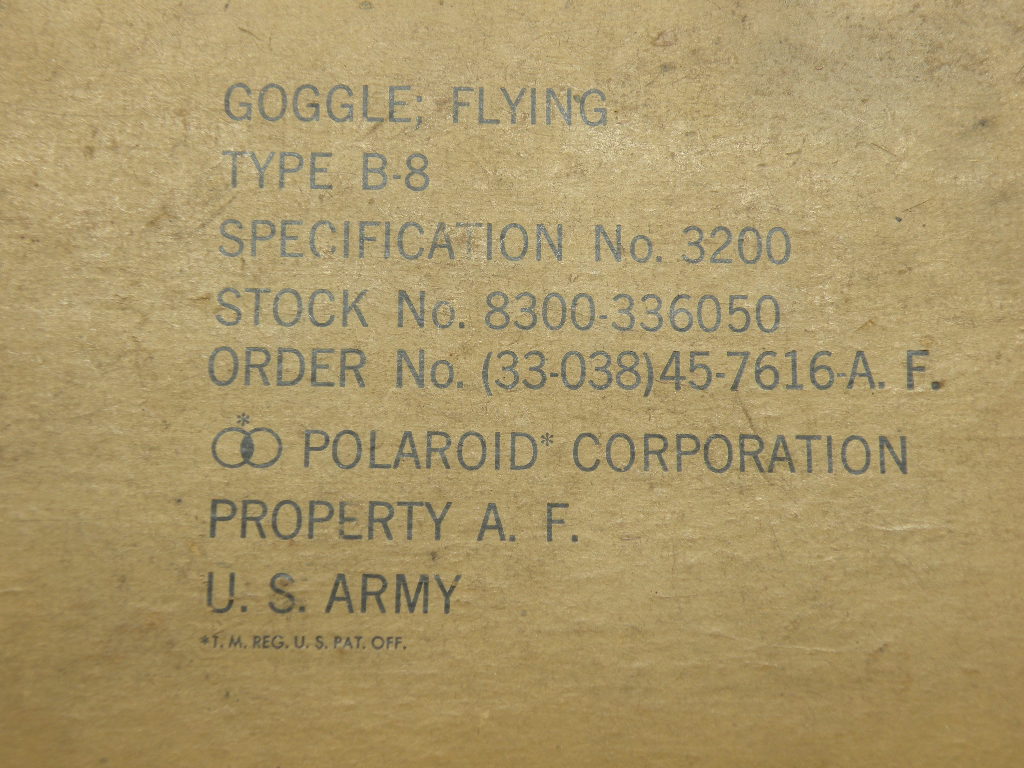 GOGGLE; FLYING
TYPE B-8
SPECIFICATION No. 3200
STOCK No. 8300-336050
ORDER No. (33-038)45-7616-A. F.
* POLAROID* CORPORATION
PROPERTY A. F.
U. S. ARMY
*T. M. REG. U. S. PAT. OFF.